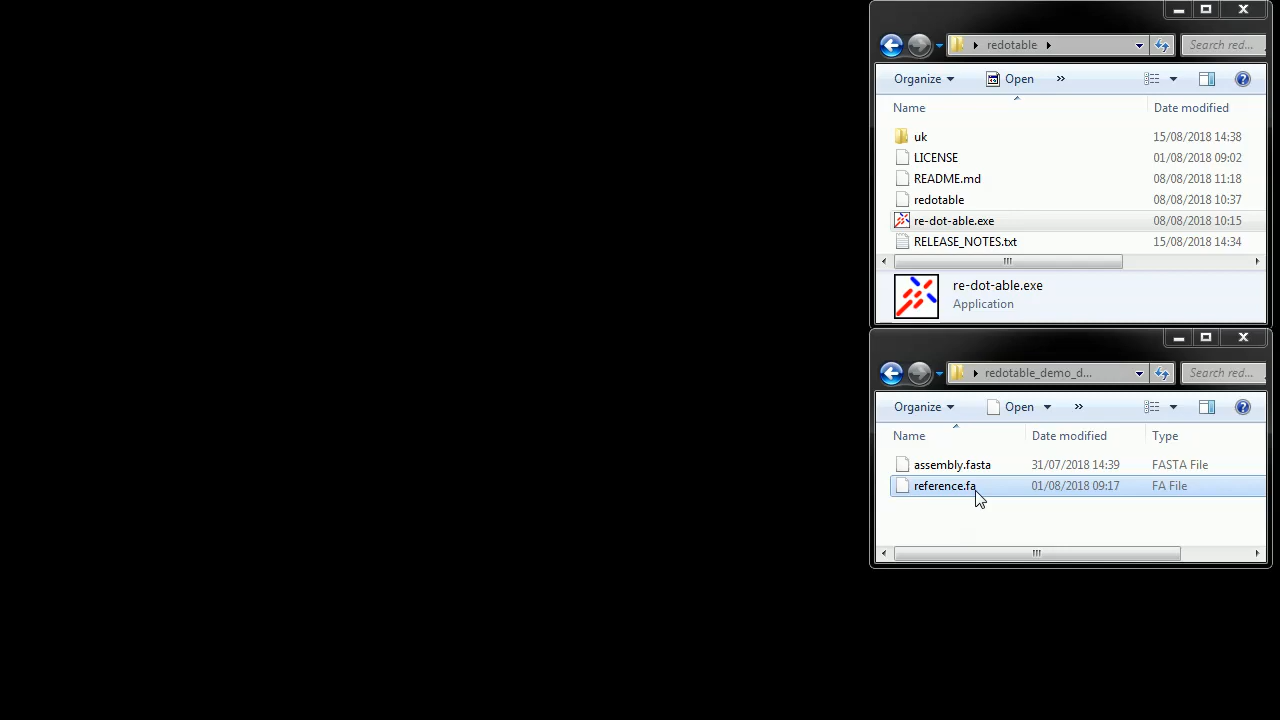 redotable
Search red...
Organize
Open
»
Name
Date modified
uk
15/08/2018 14:38
LICENSE
01/08/2018 09:02
README.md
08/08/2018 11:18
redotable
08/08/2018 10:37
re-dot-able.exe
08/08/2018 10:15
RELEASE_NOTES.txt
15/08/2018 14:34
re-dot-able.exe
Application
redotable_demo_d...
Search red...
Organize
Open
»
Name
Date modified
Type
assembly.fasta
31/07/2018 14:39
FASTA File
reference.fa
01/08/2018 09:17
FA File